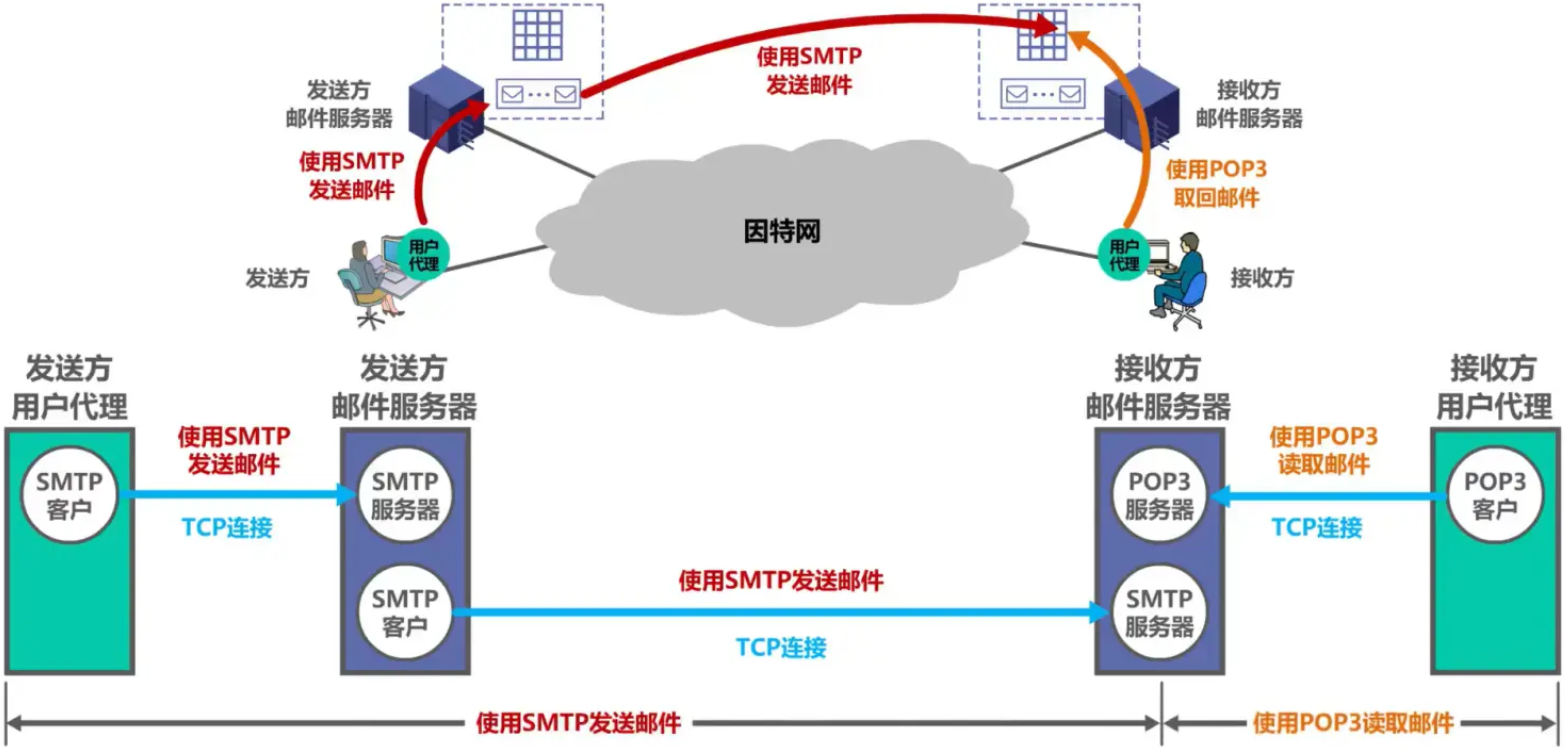 使用SMTP
发送邮件
发送方
邮件服务器
接收方
邮件服务器
使用SMTP
发送邮件
使用POP3
取回邮件
因特网
用户
代理
用户
代理
发送方
接收方
发送方
用户代理
发送方
邮件服务器
接收方
邮件服务器
接收方
用户代理
使用SMTP
发送邮件
使用POP3
读取邮件
SMTP
客户
SMTP
服务器
POP3
服务器
POP3
客户
TCP连接
TCP连接
使用SMTP发送邮件
SMTP
客户
SMTP
服务器
TCP连接
使用SMTP发送邮件
使用POP3读取邮件